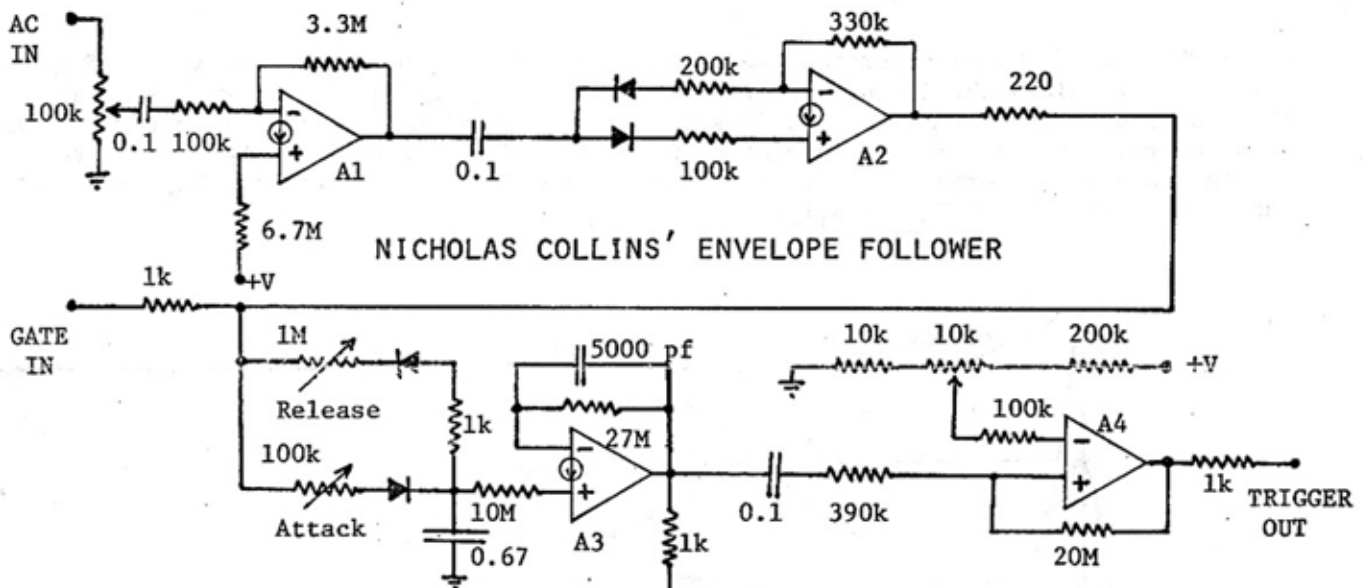 AC
IN
3.3M
330k
200k
220
100k
0.1
100k
-
+
A1
0.1
-
+
A2
100k
6.7M
+V
NICHOLAS COLLINS' ENVELOPE FOLLOWER
1k
GATE
IN
1M
Release
1k
5000 pf
10k
10k
200k
+V
100k
Attack
10M
27M
-
+
A3
0.67
1k
0.1
390k
100k
A4
-
+
20M
1k
TRIGGER
OUT